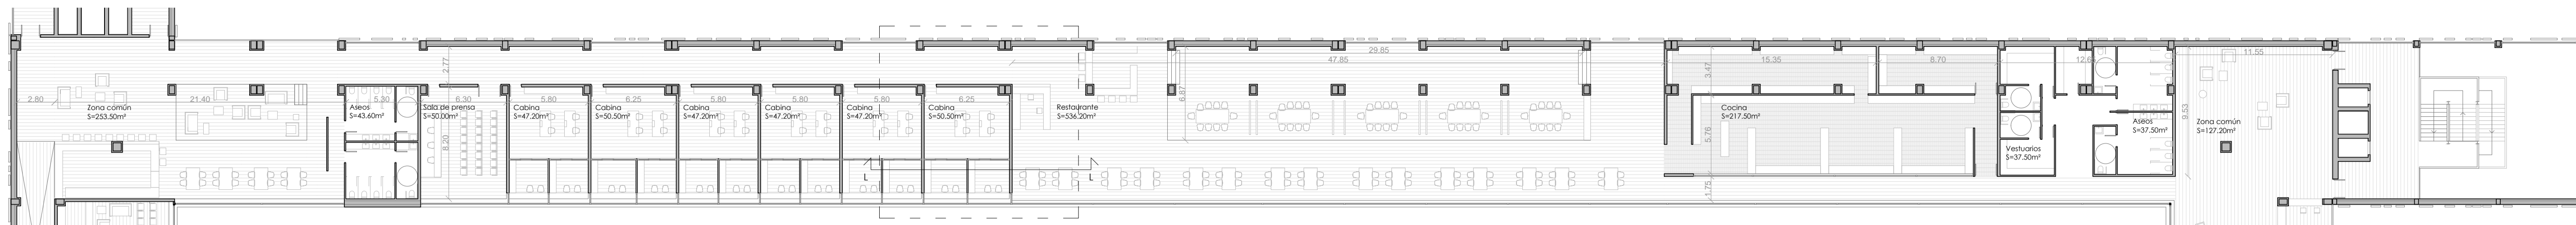 29.85
11.55
47.85
15.35
8.70
2.77
3.47
2.80
21.40
5.30
6.30
5.80
6.25
5.80
5.80
5.80
6.25
6.87
Zona común
S=253.50m²
Aseos
S=43.60m²
Sala de prensa
S=50.00m²
Cabina
S=47.20m²
Cabina
S=50.50m²
Cabina
S=47.20m²
Cabina
S=47.20m²
Cabina
S=47.20m²
Cabina
S=50.50m²
Restaurante
S=536.20m²
Cocina
S=217.50m²
9.53
Aseos
S=37.50m²
Zona común
S=127.20m²
8.20
5.76
Vestuarios
S=37.50m²
L
L
1.75